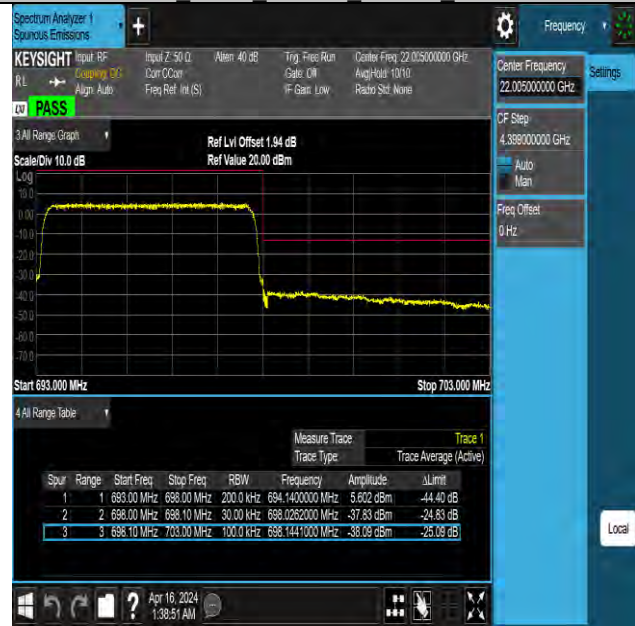 Spectrum Analyzer 1
Spurious Emissions
+
Frequency
KEYSIGHT Input: RF Input Z: 50 Ω Atten: 40 dB Trig: Free Run Center Freq: 22.005000000 GHz
RL Coupling: DC Corr CCorr Gate: Off Avg|Hold: 10/10
Align: Auto Freq Ref: Int (S) IF Gain: Low Radio Std: None
LXI PASS
Center Frequency
22.005000000 GHz
Settings
CF Step
4.399000000 GHz
Auto
Man
Freq Offset
0 Hz
3 All Range Graph
Ref Lvl Offset 1.94 dB
Scale/Div 10.0 dB Ref Value 20.00 dBm
Log
10.0
0.00
-10.0
-20.0
-30.0
-40.0
-50.0
-60.0
-70.0
Start 693.000 MHz Stop 703.000 MHz
4 All Range Table
Measure Trace Trace 1
Trace Type Trace Average (Active)
Spur Range Start Freq Stop Freq RBW Frequency Amplitude ΔLimit
1 1 693.00 MHz 698.00 MHz 200.0 kHz 694.1400000 MHz 5.602 dBm -44.40 dB
2 2 698.00 MHz 698.10 MHz 30.00 kHz 698.0262000 MHz -37.83 dBm -24.83 dB
3 3 698.10 MHz 703.00 MHz 100.0 kHz 698.1441000 MHz -38.09 dBm -25.09 dB
Local
?
Apr 16, 2024
1:38:51 AM